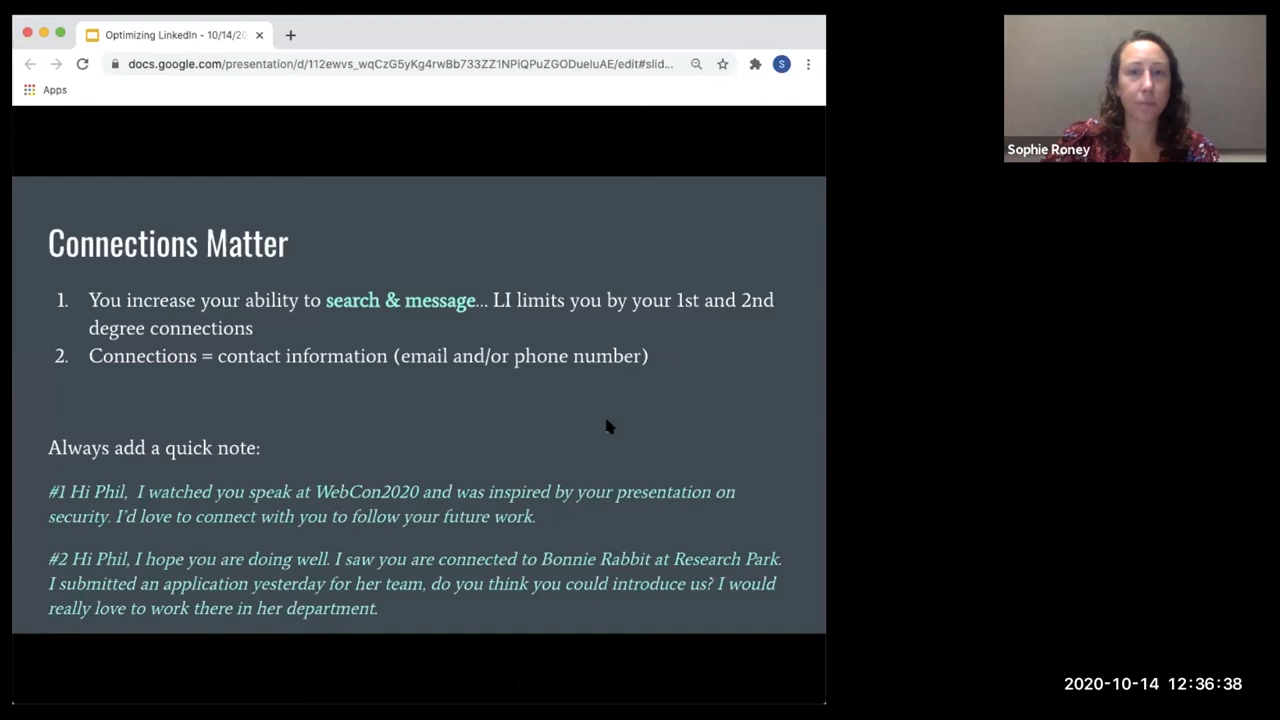 Optimizing LinkedIn - 10/14/20
docs.google.com/presentation/d/112ewvs_wqCzG5yKg4rwBb733ZZ1NPiQPuZGODueluAE/edit#slid...
S
Apps
Sophie Roney
Connections Matter
1. You increase your ability to search & message... LI limits you by your 1st and 2nd
degree connections
2. Connections = contact information (email and/or phone number)
Always add a quick note:
#1 Hi Phil,  I watched you speak at WebCon2020 and was inspired by your presentation on
security. I'd love to connect with you to follow your future work.
#2 Hi Phil, I hope you are doing well. I saw you are connected to Bonnie Rabbit at Research Park.
I submitted an application yesterday for her team, do you think you could introduce us? I would
really love to work there in her department.
2020-10-14 12:36:38